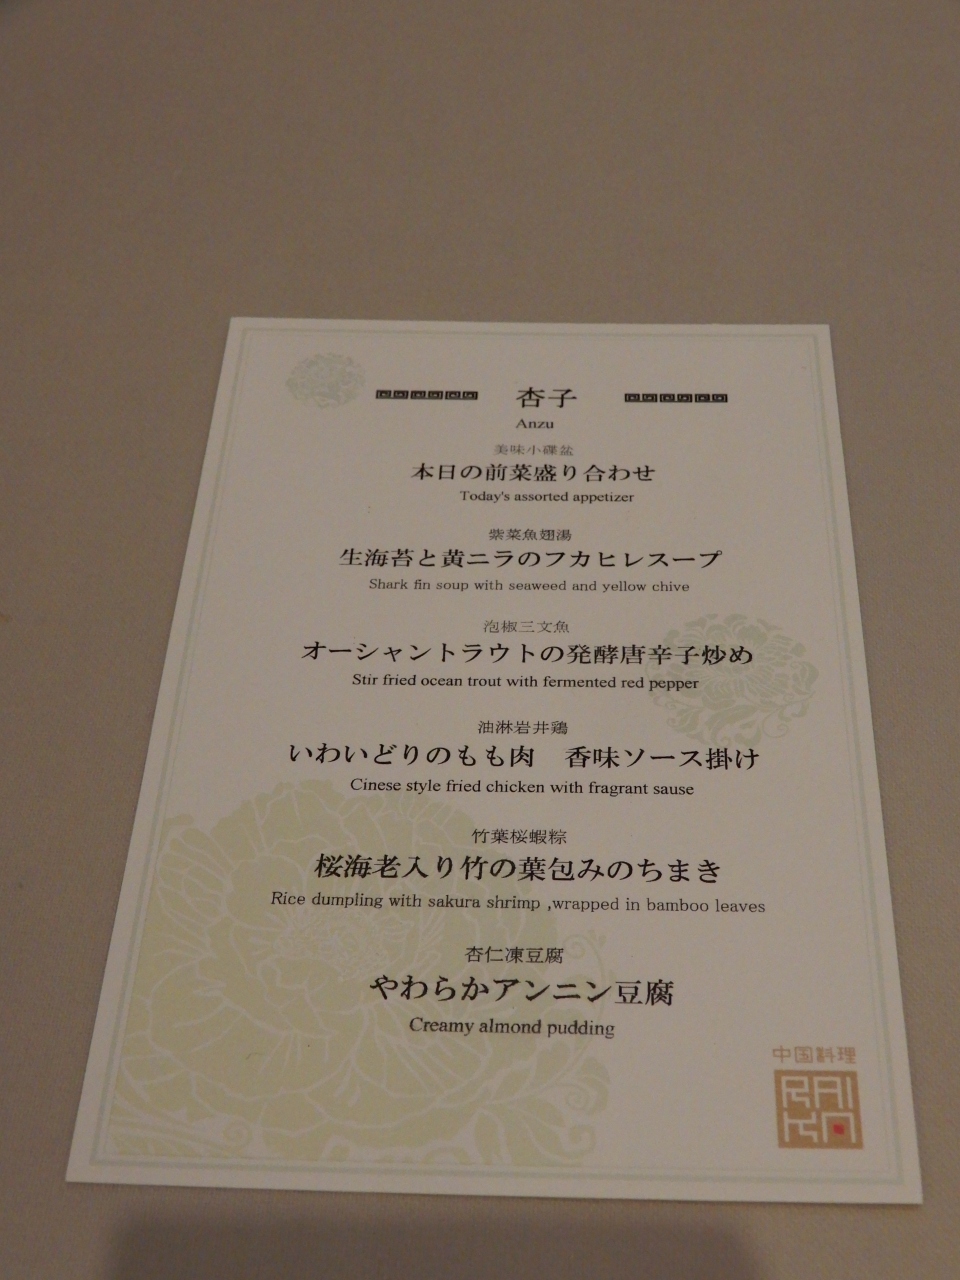 杏子
Anzu
美味小碟盆
本日の前菜盛り合わせ
Today's assorted appetizer
紫菜魚翅湯
生海苔と黄ニラのフカヒレスープ
Shark fin soup with seaweed and yellow chive
泡椒三文魚
オーシャントラウトの発酵唐辛子炒め
Stir fried ocean trout with fermented red pepper
油淋岩井鶏
いわいどりのもも肉　香味ソース掛け
Cinese style fried chicken with fragrant sause
竹葉桜蝦粽
桜海老入り竹の葉包みのちまき
Rice dumpling with sakura shrimp ,wrapped in bamboo leaves
杏仁凍豆腐
やわらかアンニン豆腐
Creamy almond pudding
中国料理
RAI
KA